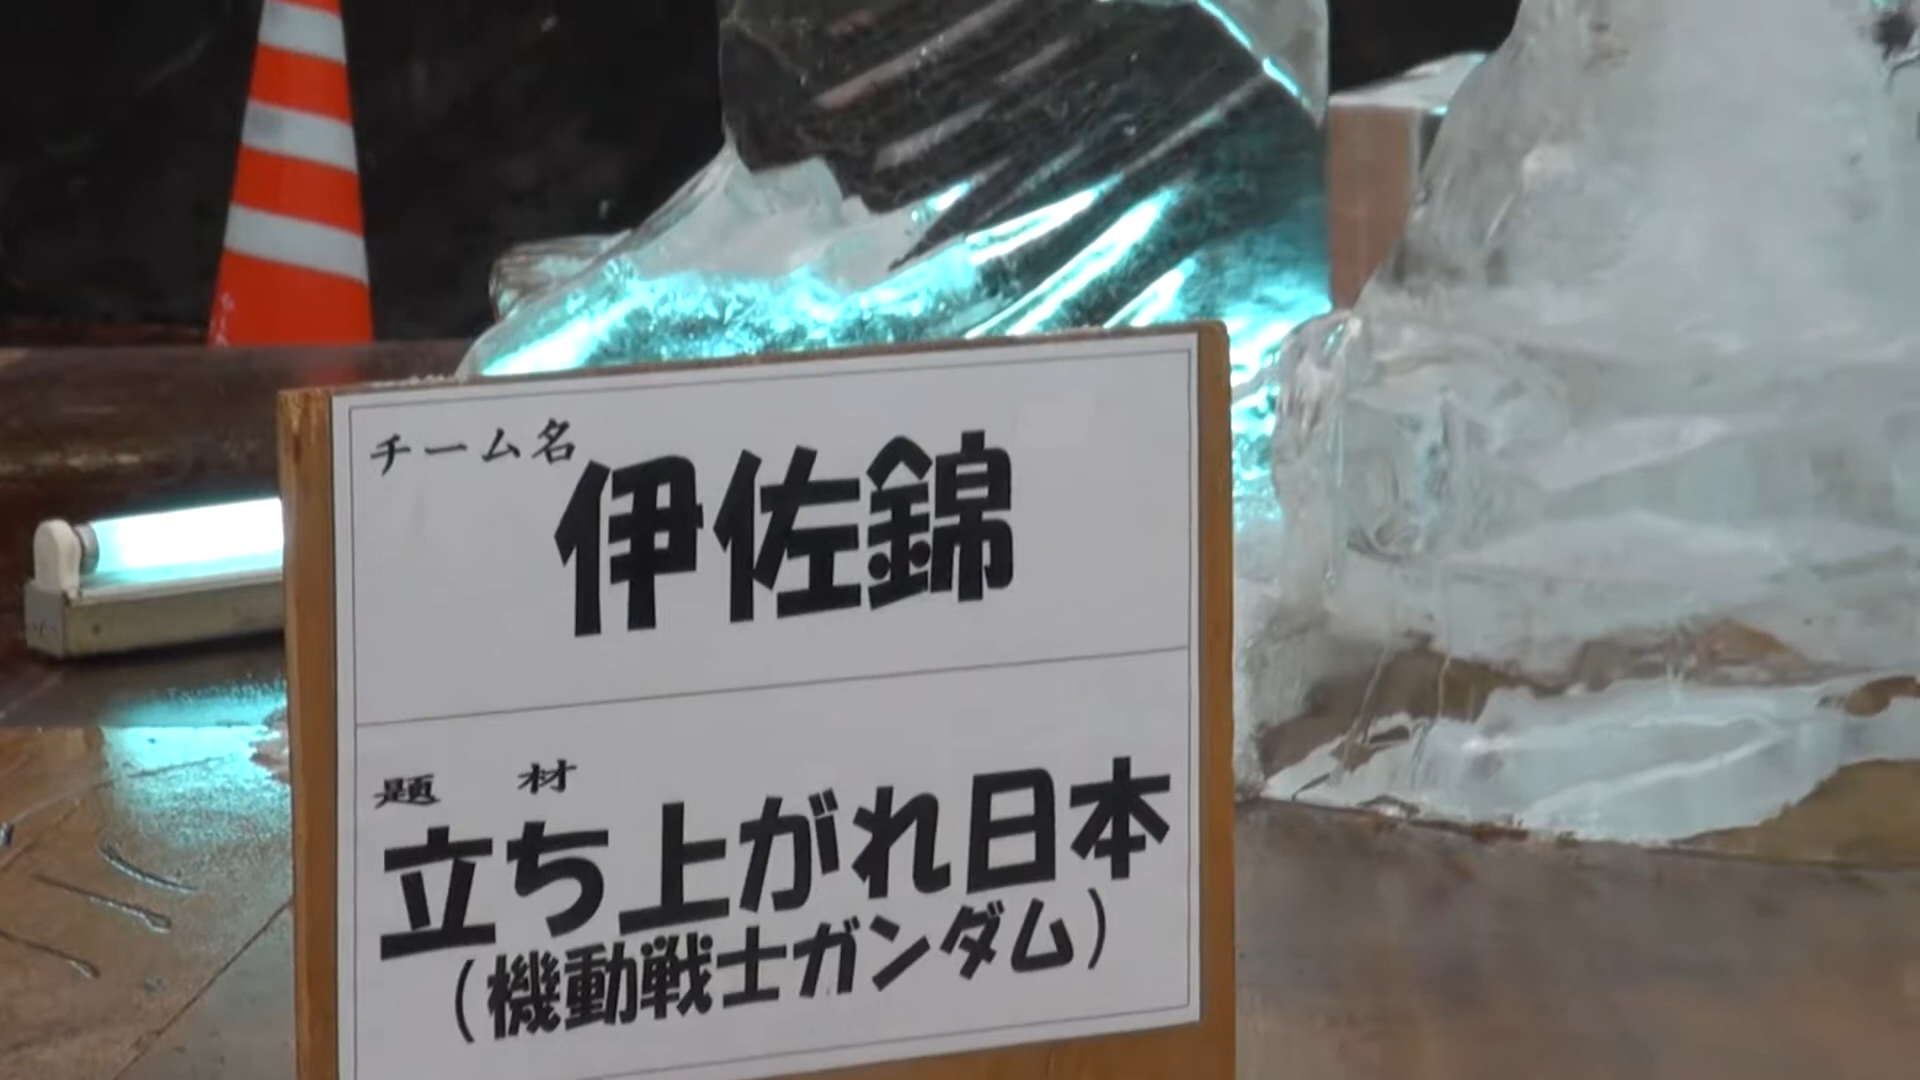 チーム名
伊佐錦
題 材
立ち上がれ日本
(機動戦士ガンダム)